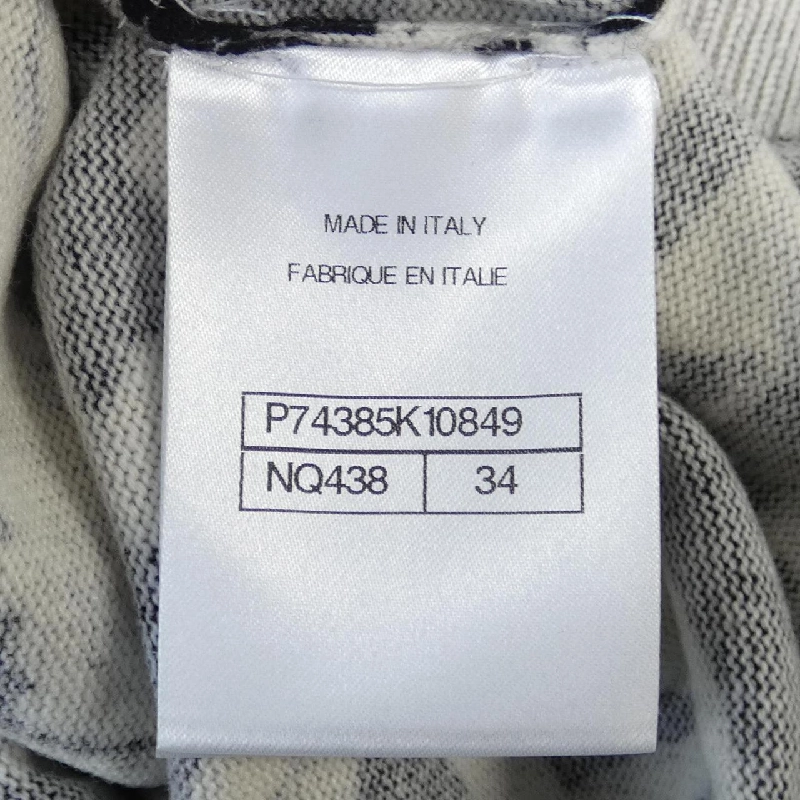 MADE IN ITALY
FABRIQUE EN ITALIE
P74385K10849
NQ438 34